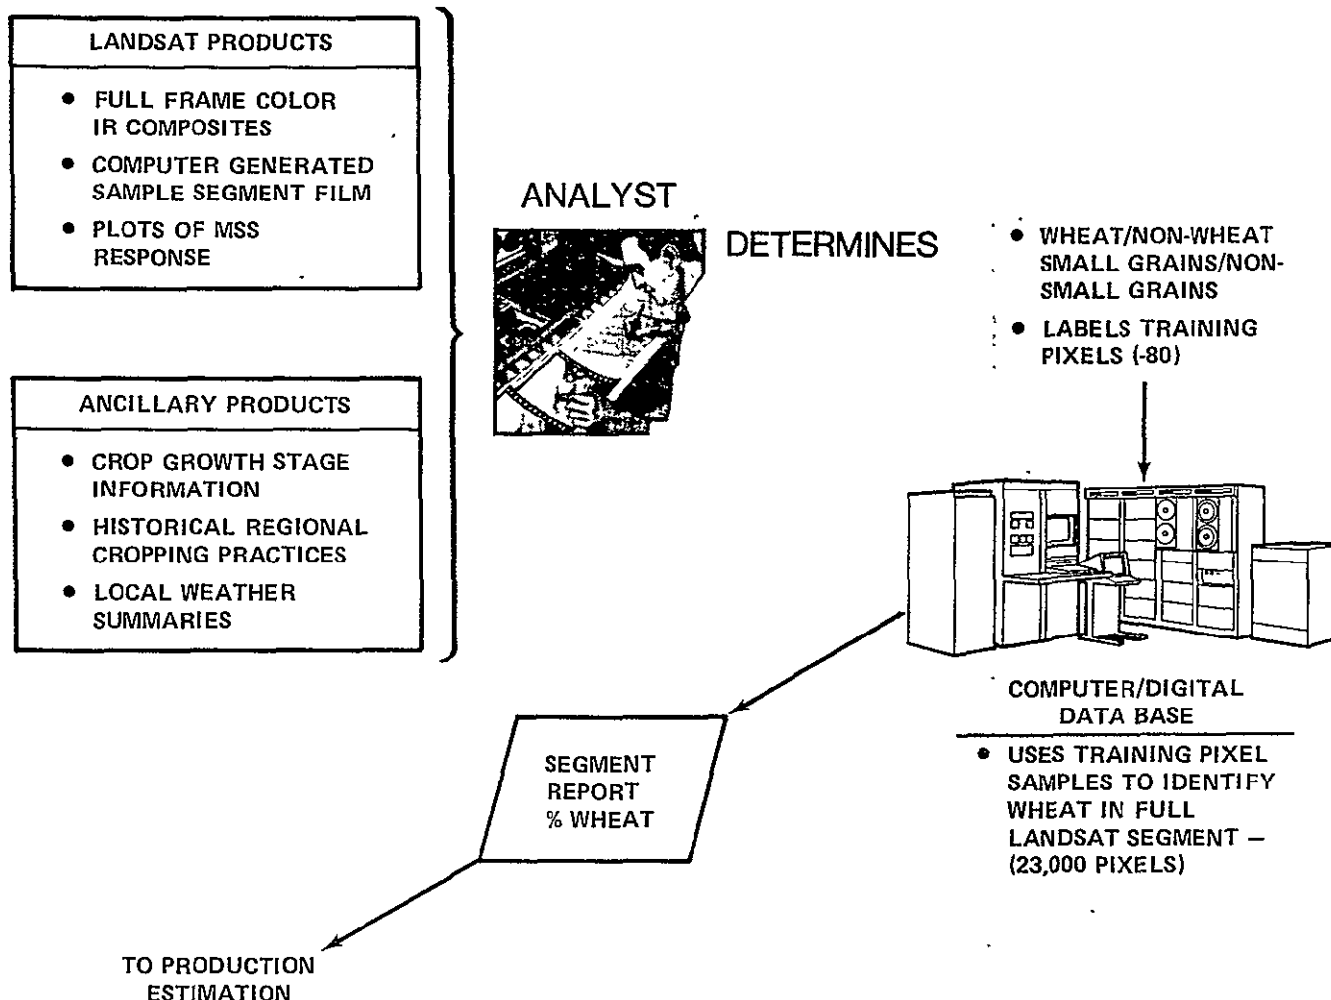 LANDSAT PRODUCTS
● FULL FRAME COLOR
IR COMPOSITES
● COMPUTER GENERATED
SAMPLE SEGMENT FILM
● PLOTS OF MSS
RESPONSE
ANCILLARY PRODUCTS
● CROP GROWTH STAGE
INFORMATION
● HISTORICAL REGIONAL
CROPPING PRACTICES
● LOCAL WEATHER
SUMMARIES
ANALYST
DETERMINES
● WHEAT/NON-WHEAT
SMALL GRAINS/NON-
SMALL GRAINS
● LABELS TRAINING
PIXELS (-80)
COMPUTER/DIGITAL
DATA BASE
● USES TRAINING PIXEL
SAMPLES TO IDENTIFY
WHEAT IN FULL
LANDSAT SEGMENT –
(23,000 PIXELS)
SEGMENT
REPORT
% WHEAT
TO PRODUCTION
ESTIMATION